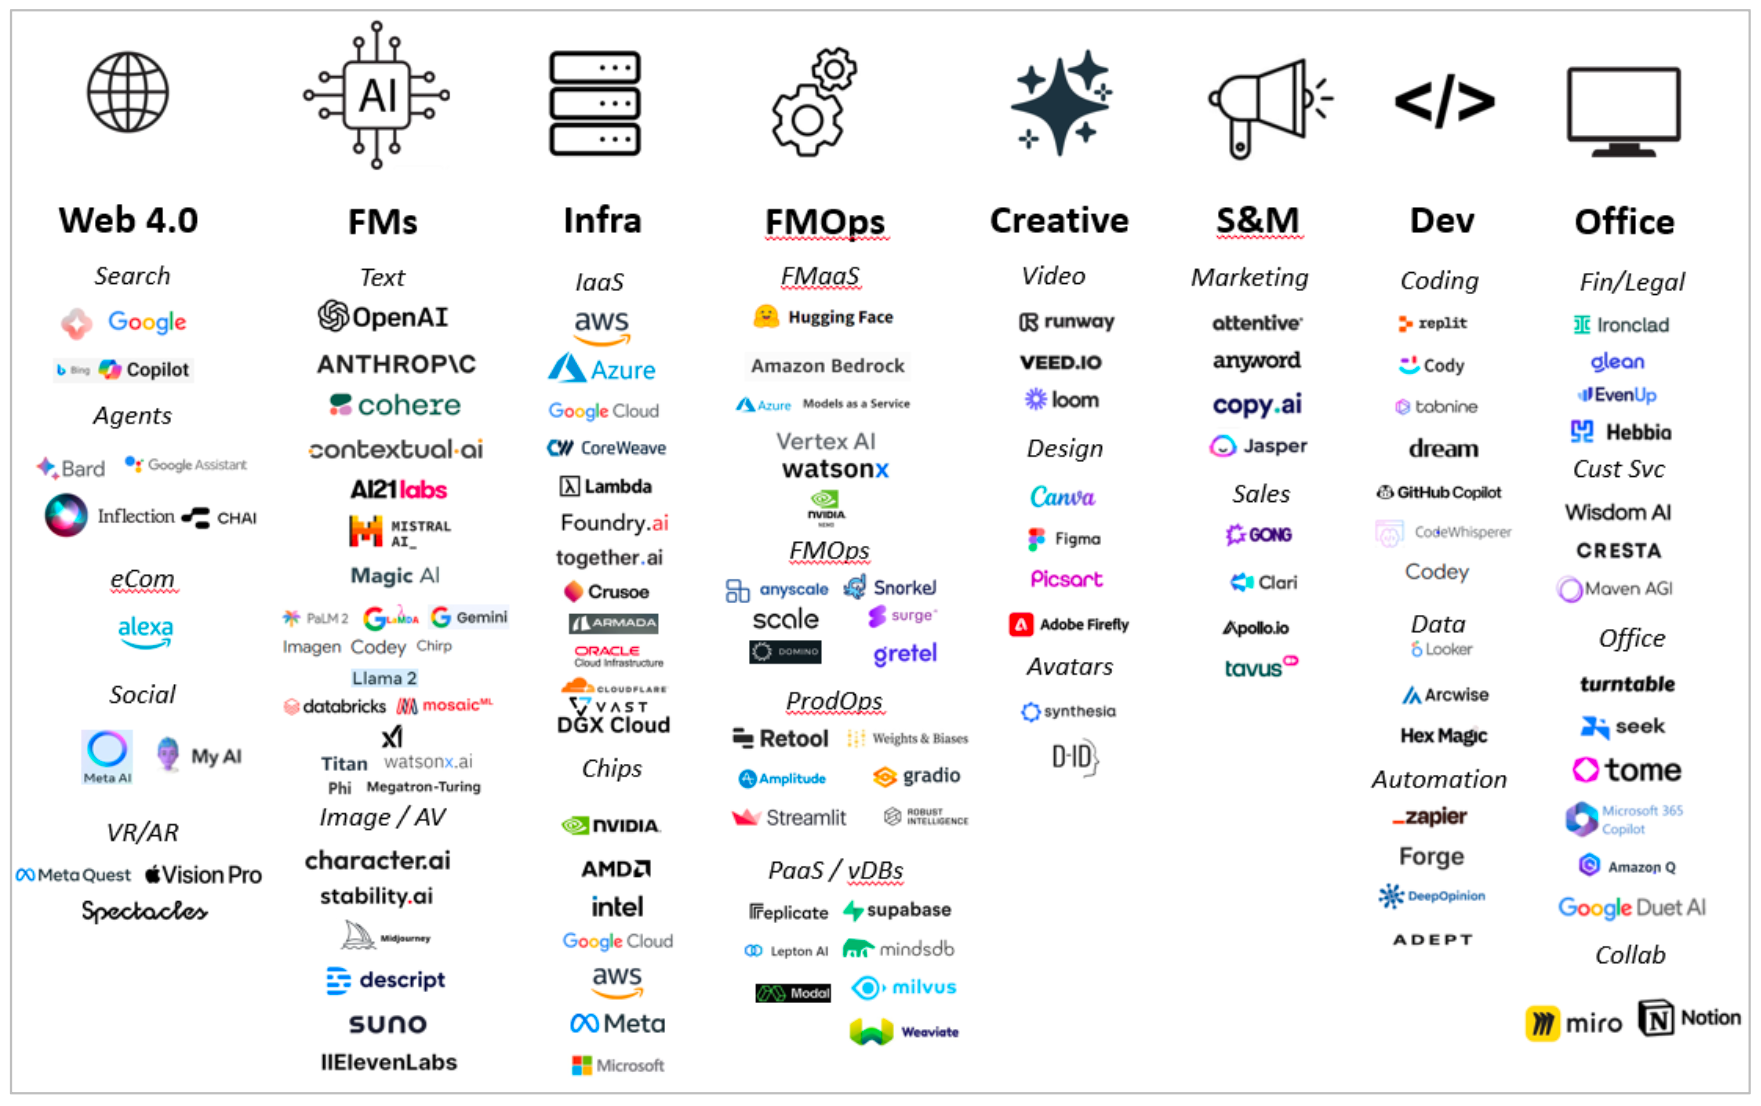 AI
Web 4.0
Search
Google
Bing Copilot
Agents
Bard Google Assistant
Inflection CHAI
eCom
alexa
Social
Meta AI My AI
VR/AR
Meta Quest Vision Pro
Spectacles
FMs
Text
OpenAI
ANTHROP\C
cohere
contextual·ai
AI21labs
MISTRAL
AI_
Magic AI
PaLM 2 GLaMDA Gemini
Imagen Codey Chirp
Llama 2
databricks mosaicML
xI
Titan watsonx.ai
Phi Megatron-Turing
Image / AV
character.ai
stability.ai
Midjourney
descript
suno
IIElevenLabs
Infra
IaaS
aws
Azure
Google Cloud
CW CoreWeave
Lambda
Foundry.ai
together.ai
Crusoe
ARMADA
ORACLE
Cloud Infrastructure
CLOUDFLARE
VAST
DGX Cloud
Chips
NVIDIA.
AMD
intel
Google Cloud
aws
Meta
Microsoft
FMOps
FMaaS
Hugging Face
Amazon Bedrock
Azure Models as a Service
Vertex AI
watsonx
NVIDIA.
NEMO
FMOps
anyscale Snorkel
scale surge
DOMINO gretel
ProdOps
Retool Weights & Biases
Amplitude gradio
Streamlit ROBUST
INTELLIGENCE
PaaS / vDBs
replicate supabase
Lepton AI mindsdb
Modal milvus
Weaviate
Creative
Video
runway
VEED.IO
loom
Design
Canva
Figma
Picsart
Adobe Firefly
Avatars
synthesia
D-ID
</></>
S&M
Marketing
attentive
anyword
copy.ai
Jasper
Sales
GONG
Clari
Apollo.io
tavus
Dev
Coding
replit
Cody
tabnine
dream
GitHub Copilot
CodeWhisperer
Codey
Data
Looker
Arcwise
Hex Magic
Automation
zapier
Forge
DeepOpinion
ADEPT
Office
Fin/Legal
Ironclad
glean
EvenUp
Hebbia
Cust Svc
Wisdom AI
CRESTA
Maven AGI
Office
turntable
seek
tome
Microsoft 365
Copilot
Amazon Q
Google Duet AI
Collab
miro Notion